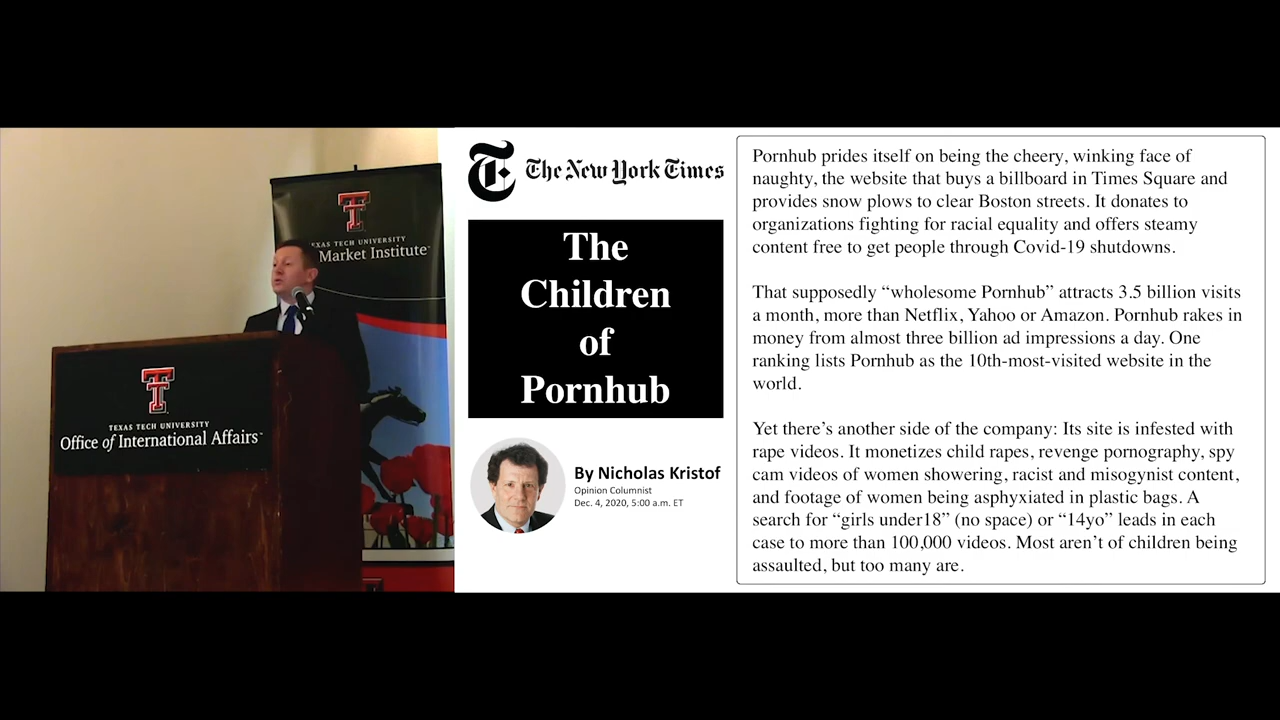 TEXAS TECH UNIVERSITY
Market Institute
TEXAS TECH UNIVERSITY
Office of International Affairs
The New York Times
The
Children
of
Pornhub
By Nicholas Kristof
Opinion Columnist
Dec. 4, 2020, 5:00 a.m. ET
Pornhub prides itself on being the cheery, winking face of
naughty, the website that buys a billboard in Times Square and
provides snow plows to clear Boston streets. It donates to
organizations fighting for racial equality and offers steamy
content free to get people through Covid-19 shutdowns.
That supposedly “wholesome Pornhub” attracts 3.5 billion visits
a month, more than Netflix, Yahoo or Amazon. Pornhub rakes in
money from almost three billion ad impressions a day. One
ranking lists Pornhub as the 10th-most-visited website in the
world.
Yet there’s another side of the company: Its site is infested with
rape videos. It monetizes child rapes, revenge pornography, spy
cam videos of women showering, racist and misogynist content,
and footage of women being asphyxiated in plastic bags. A
search for “girls under18” (no space) or “14yo” leads in each
case to more than 100,000 videos. Most aren’t of children being
assaulted, but too many are.